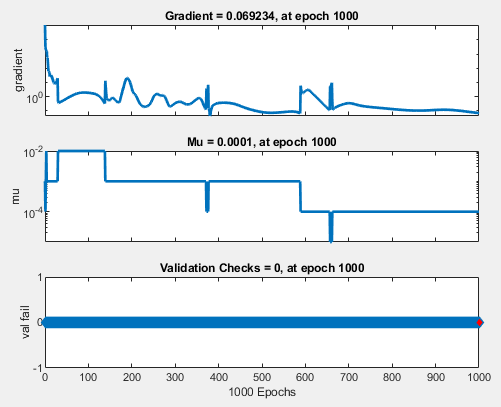 Gradient = 0.069234, at epoch 1000
gradient
10⁰
Mu = 0.0001, at epoch 1000
mu
10⁻²
10⁻⁴
Validation Checks = 0, at epoch 1000
val fail
1
0
-1
0 100 200 300 400 500 600 700 800 900 1000
1000 Epochs